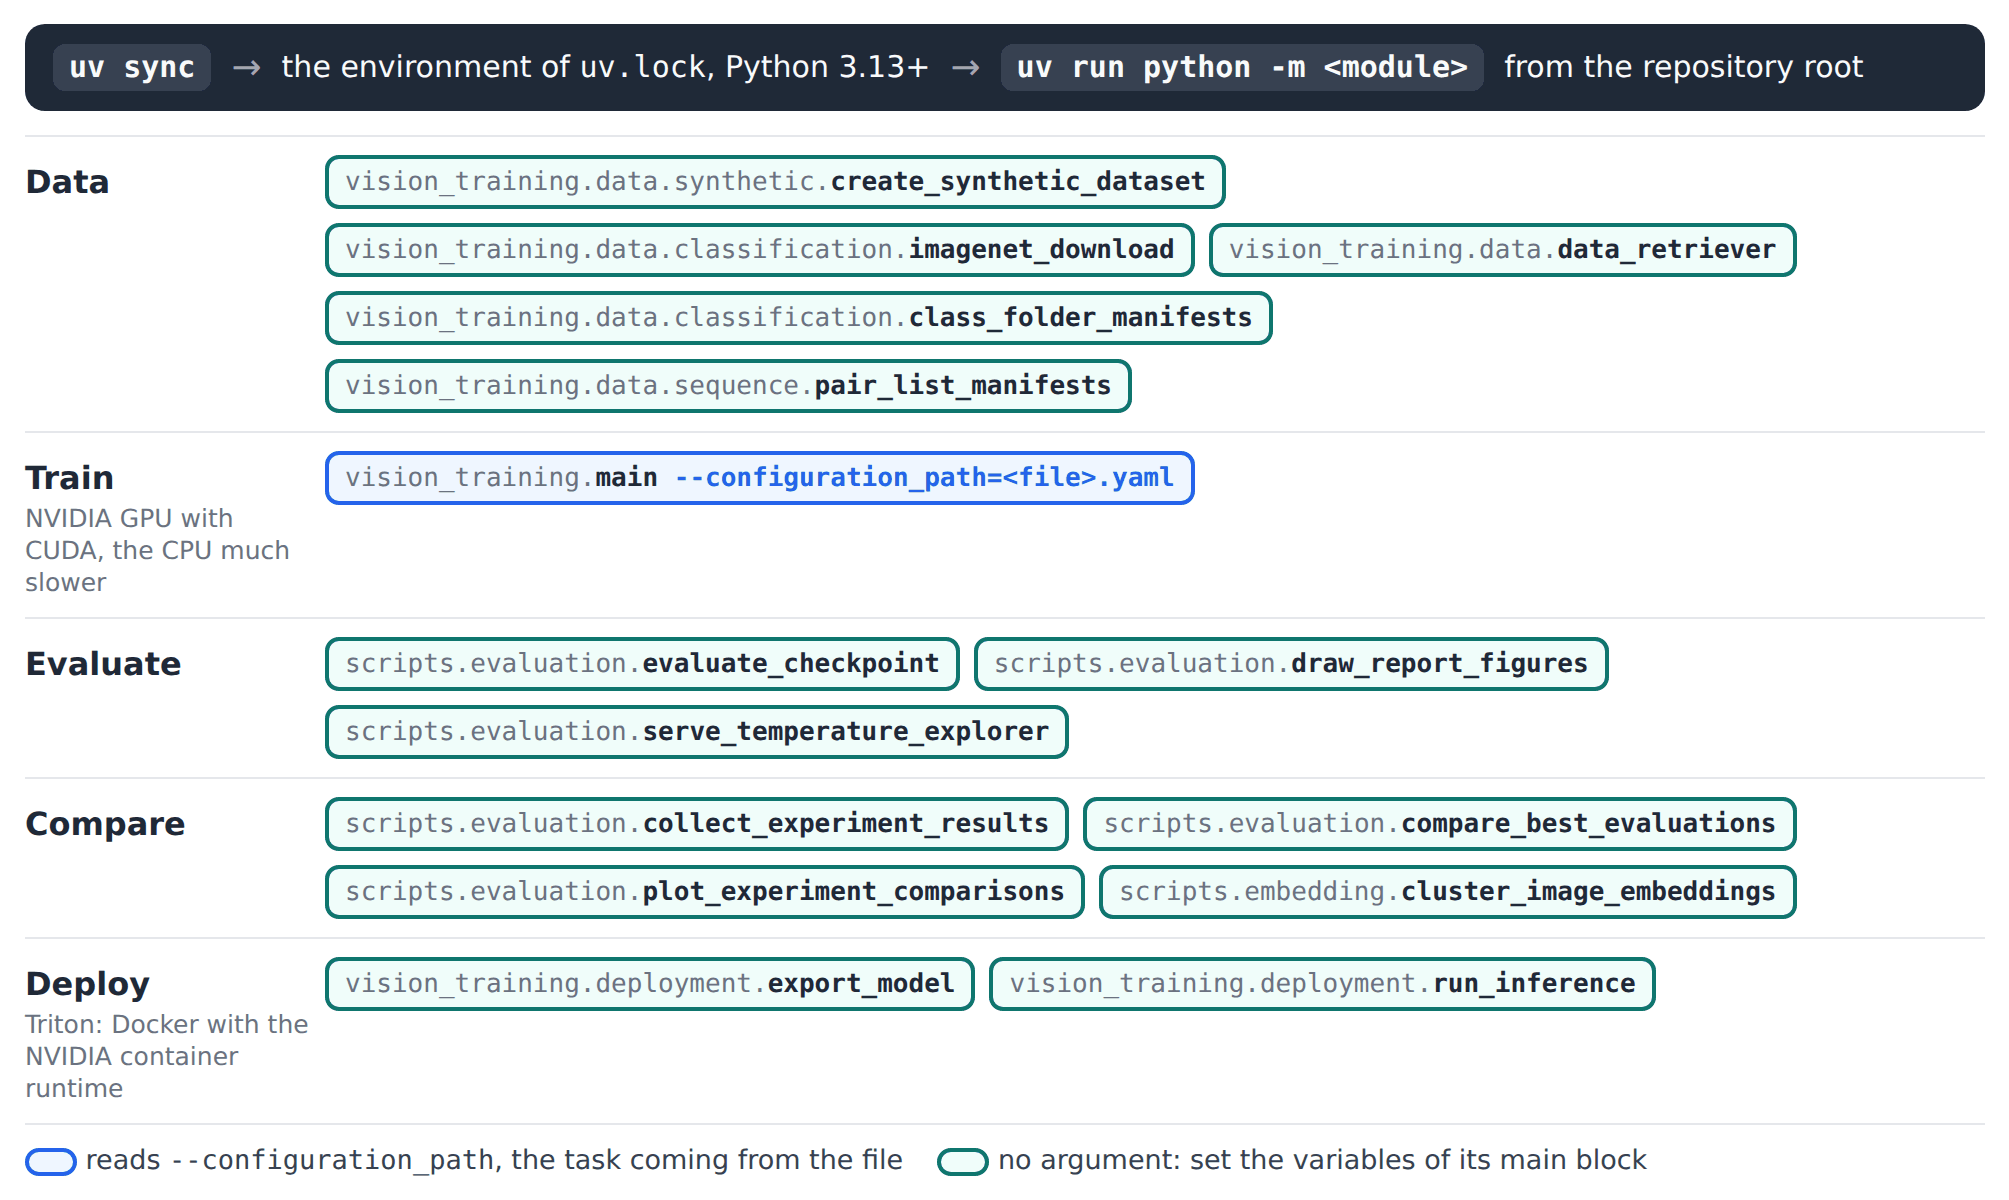 uv sync → the environment of uv.lock, Python 3.13+ → uv run python -m <module> from the repository root
Data
vision_training.data.synthetic.create_synthetic_dataset
vision_training.data.classification.imagenet_download vision_training.data.data_retriever
vision_training.data.classification.class_folder_manifests
vision_training.data.sequence.pair_list_manifests
Train
vision_training.main --configuration_path=<file>.yaml
NVIDIA GPU with
CUDA, the CPU much
slower
Evaluate
scripts.evaluation.evaluate_checkpoint scripts.evaluation.draw_report_figures
scripts.evaluation.serve_temperature_explorer
Compare
scripts.evaluation.collect_experiment_results scripts.evaluation.compare_best_evaluations
scripts.evaluation.plot_experiment_comparisons scripts.embedding.cluster_image_embeddings
Deploy
vision_training.deployment.export_model vision_training.deployment.run_inference
Triton: Docker with the
NVIDIA container
runtime
reads --configuration_path, the task coming from the file no argument: set the variables of its main block